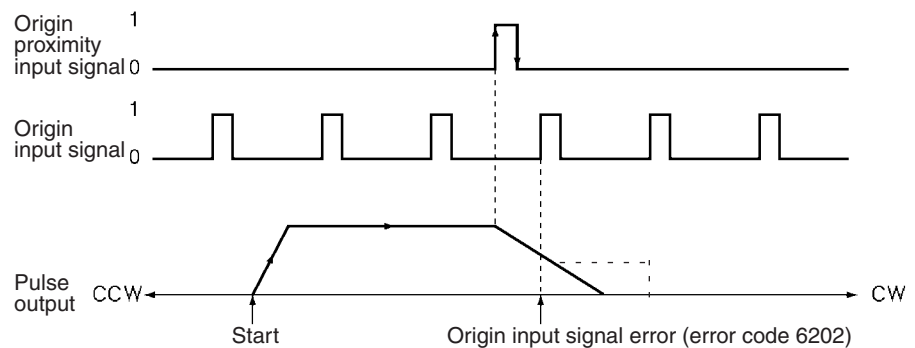 Origin
proximity
input signal
1
0
Origin
input signal
1
0
Pulse
output
CCW
CW
Start
Origin input signal error (error code 6202)